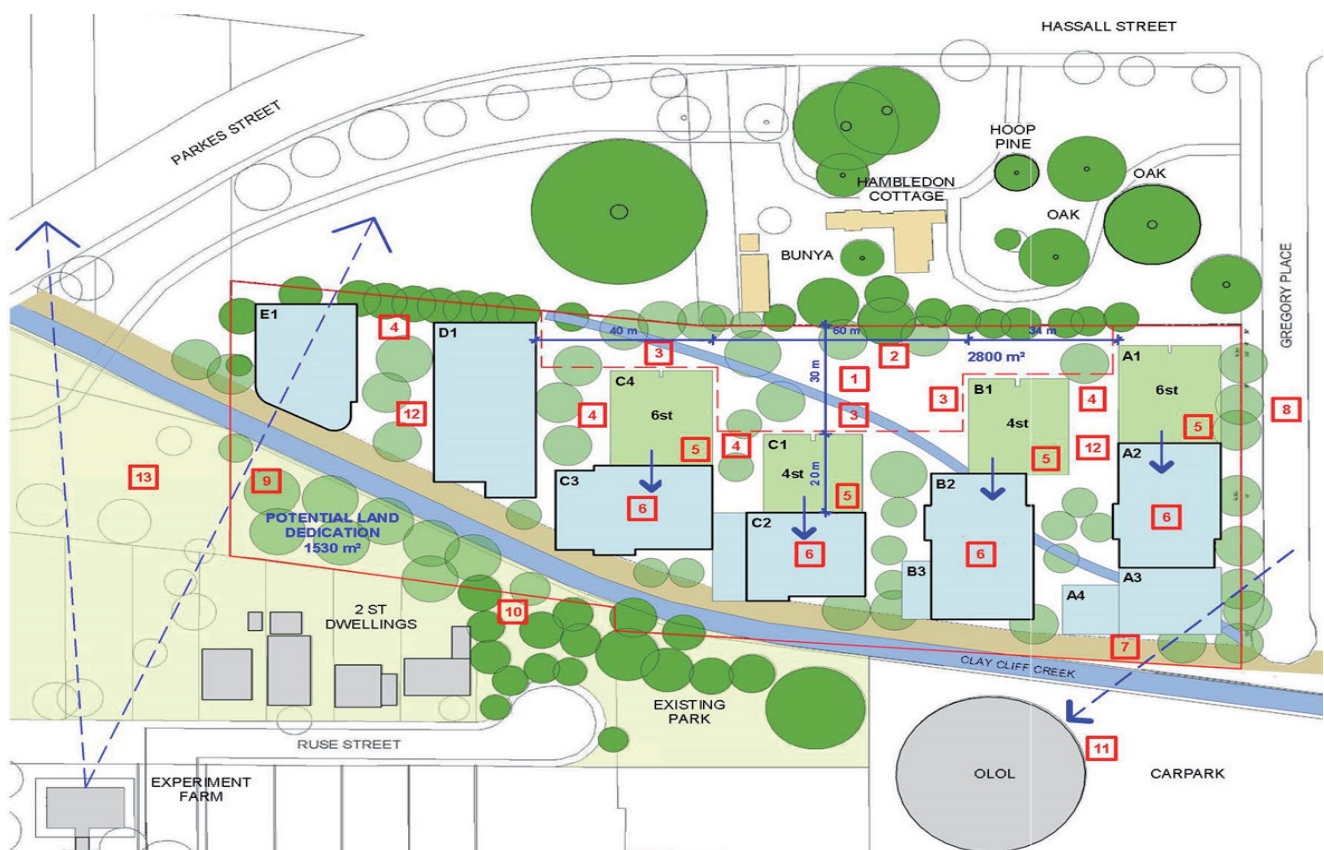 HASSALL STREET
PARKES STREET
HOOP
PINE
OAK
HAMBLEDON
COTTAGE
OAK
BUNYA
GREGORY PLACE
E1
4
D1
40 m
60 m
34 m
3
2
2800 m²
A1
C4
1
30 m
B1
6st
6st
3
3
4
4
8
12
4
C1
4st
12
5
4
4st
5
5
A2
13
9
C3
20 m
5
B2
POTENTIAL LAND
DEDICATION
1530 m²
6
C2
6
6
6
B3
A3
A4
2 ST
DWELLINGS
10
7
CLAY CLIFF CREEK
EXISTING
PARK
RUSE STREET
11
EXPERIMENT
FARM
OLOL
CARPARK